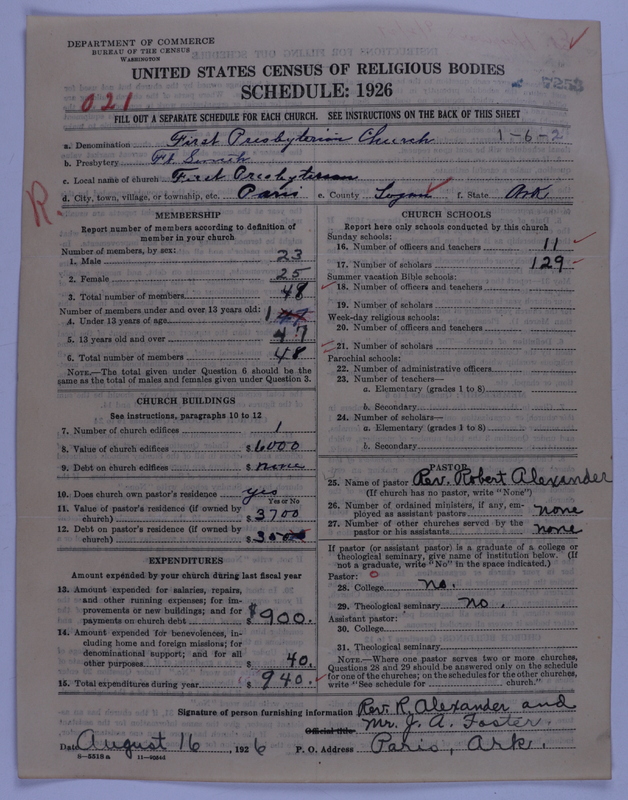 DEPARTMENT OF COMMERCE
BUREAU OF THE CENSUS
WASHINGTON
UNITED STATES CENSUS OF RELIGIOUS BODIES
SCHEDULE: 1926
021
FILL OUT A SEPARATE SCHEDULE FOR EACH CHURCH. SEE INSTRUCTIONS ON THE BACK OF THIS SHEET
a. Denomination First Presbyterian Church 1-6-2
b. Presbytery Ft. Smith
c. Local name of church First Presbyterian
d. City, town, village, or township, etc. Paris e. County Logan f. State Ark
R.
MEMBERSHIP
Report number of members according to definition of
member in your church
Number of members, by sex:
1. Male 23
2. Female 25
3. Total number of members 48
Number of members under and over 13 years old:
4. Under 13 years of age 1
5. 13 years old and over 47
6. Total number of members 48
NOTE.—The total given under Question 6 should be the
same as the total of males and females given under Question 3.
CHURCH BUILDINGS
See instructions, paragraphs 10 to 12
7. Number of church edifices 1
8. Value of church edifices $6000
9. Debt on church edifices $ none
10. Does church own pastor's residence yes
Yes or No
11. Value of pastor's residence (if owned by
church) $3700
12. Debt on pastor's residence (if owned by
church) $
EXPENDITURES
Amount expended by your church during last fiscal year
13. Amount expended for salaries, repairs,
and other running expenses; for im-
provements or new buildings; and for
payments on church debt $900.
14. Amount expended for benevolences, in-
cluding home and foreign missions; for
denominational support; and for all
other purposes $40.
15. Total expenditures during year $940.
CHURCH SCHOOLS
Report here only schools conducted by this church
Sunday schools:
16. Number of officers and teachers 11
17. Number of scholars 129
Summer vacation Bible schools:
18. Number of officers and teachers
19. Number of scholars
Week-day religious schools:
20. Number of officers and teachers
21. Number of scholars
Parochial schools:
22. Number of administrative officers
23. Number of teachers—
a. Elementary (grades 1 to 8)
b. Secondary
24. Number of scholars—
a. Elementary (grades 1 to 8)
b. Secondary
PASTOR
25. Name of pastor Rev. Robert Alexander
(If church has no pastor, write "None")
26. Number of ordained ministers, if any, em-
ployed as assistant pastors none
27. Number of other churches served by the
pastor or his assistants none
If pastor (or assistant pastor) is a graduate of a college or
theological seminary, give name of institution below. (If
not a graduate, write "No" in the space indicated.)
Pastor:
28. College no.
29. Theological seminary no.
Assistant pastor:
30. College
31. Theological seminary
NOTE.—Where one pastor serves two or more churches,
Questions 28 and 29 should be answered only on the schedule
for one of the churches; on the schedules for the other churches,
write "See schedule for church."
Signature of person furnishing information Rev. R. Alexander and
Official title Mr. J. A. Foster.
Date August 16, 1926 P. O. Address Paris, Ark.
8—5518a